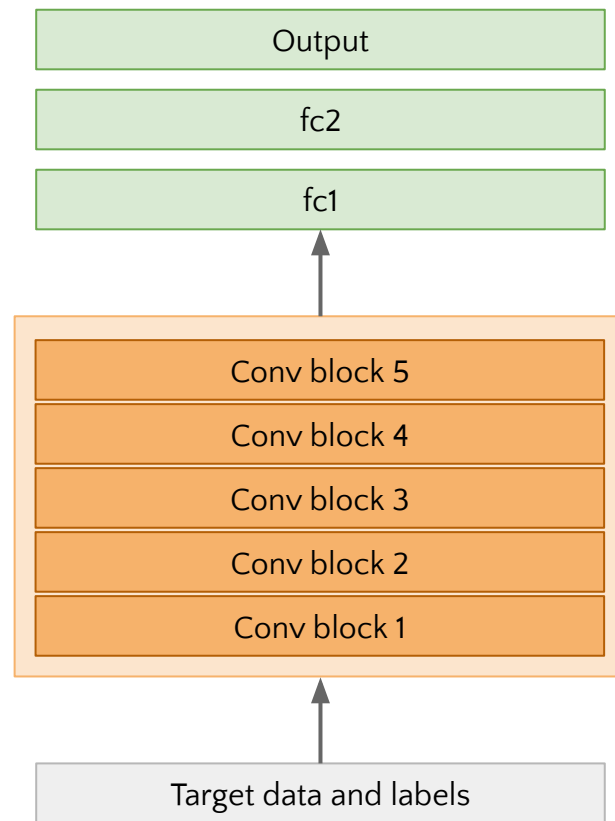 Output
fc2
fc1
Conv block 5
Conv block 4
Conv block 3
Conv block 2
Conv block 1
Target data and labels